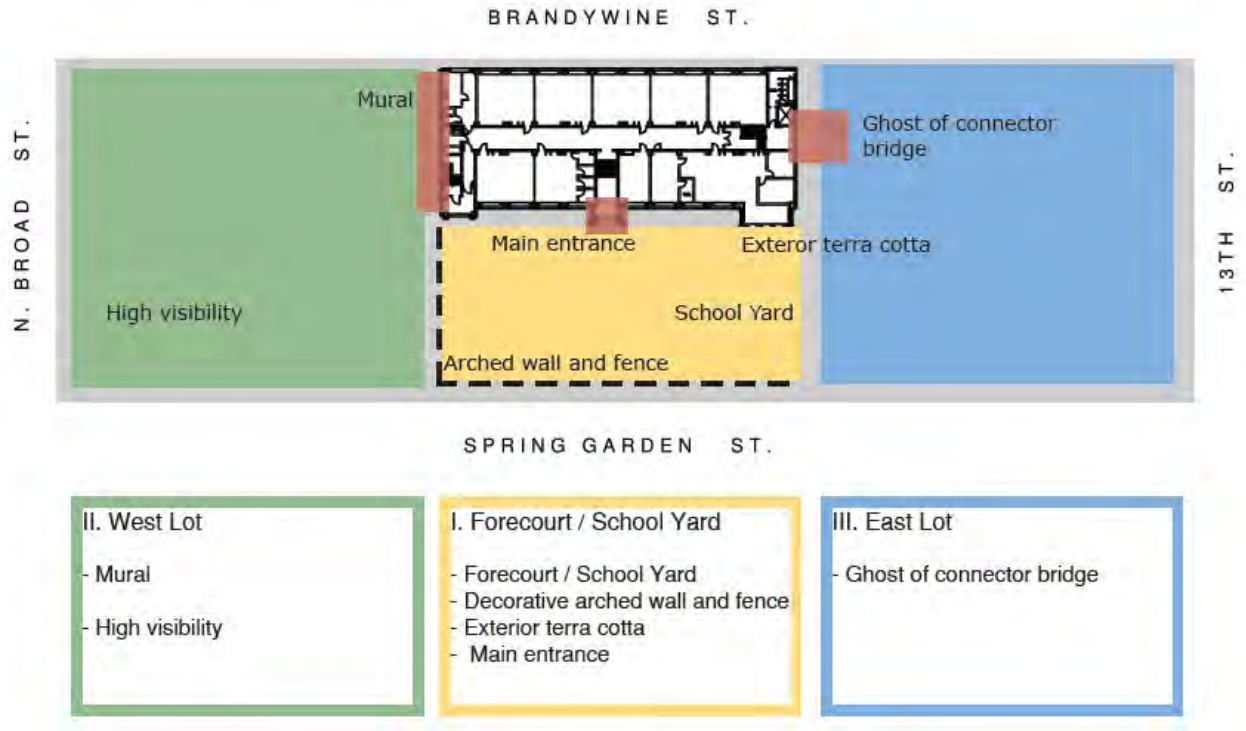 BRANDYWINE ST.
N. BROAD ST.
Mural
Ghost of connector
bridge
13TH ST.
Main entrance
Exteror terra cotta
High visibility
School Yard
Arched wall and fence
SPRING GARDEN ST.
II. West Lot
- Mural
- High visibility
I. Forecourt / School Yard
- Forecourt / School Yard
- Decorative arched wall and fence
- Exterior terra cotta
- Main entrance
III. East Lot
- Ghost of connector bridge